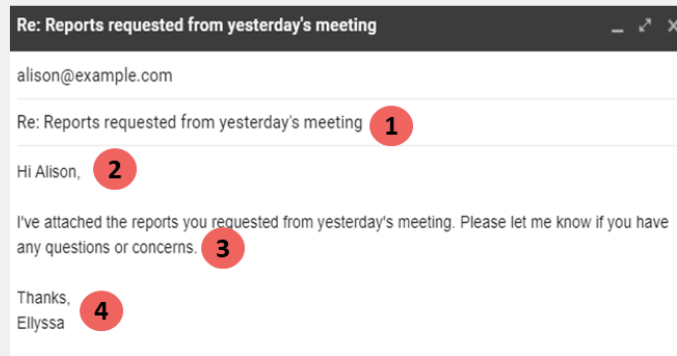 Re: Reports requested from yesterday's meeting
alison@example.com
Re: Reports requested from yesterday's meeting 1
Hi Alison, 2
I've attached the reports you requested from yesterday's meeting. Please let me know if you have
any questions or concerns. 3
Thanks,
4
Ellyssa